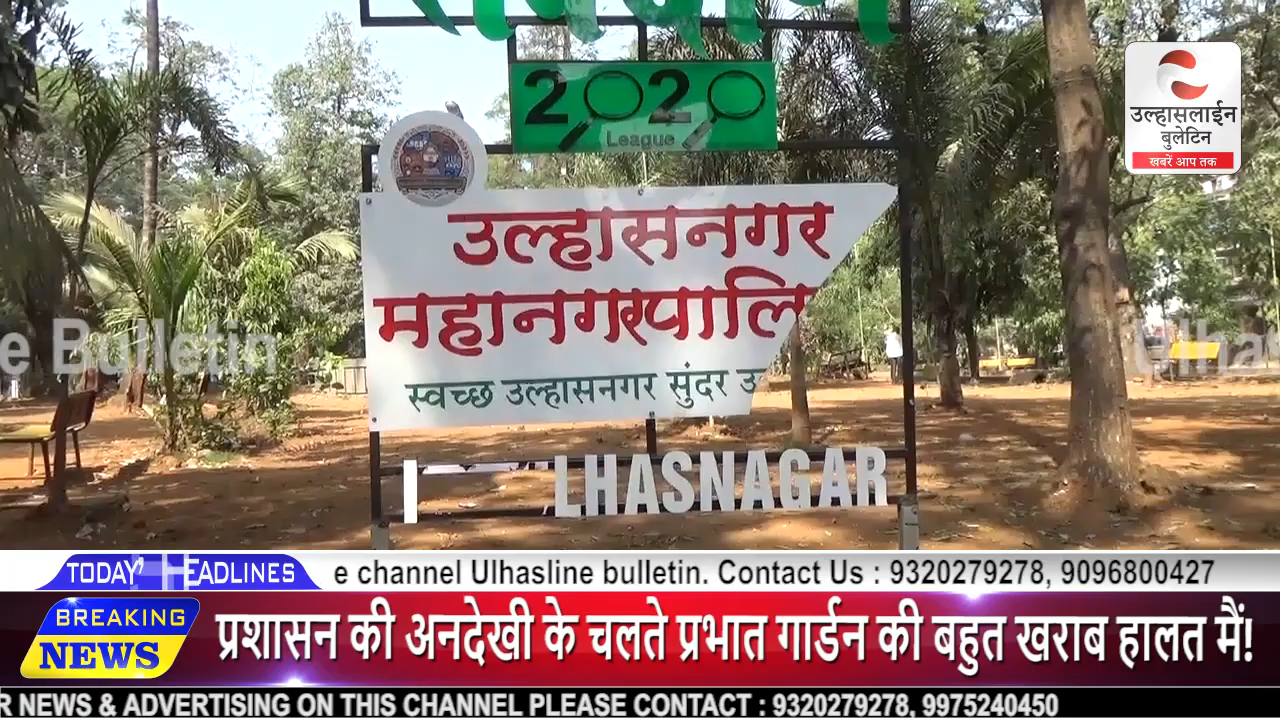 2020
League
उल्हासलाईन
बुलेटिन
खबरें आप तक
उल्हासनगर
महानगरपालि
स्वच्छ उल्हासनगर सुंदर उ
e Bulletin
Ulhas
LHASNAGAR
TODAY' HEADLINES
e channel Ulhasline bulletin. Contact Us : 9320279278, 9096800427
BREAKING
NEWS
प्रशासन की अनदेखी के चलते प्रभात गार्डन की बहुत खराब हालत मैं!
R NEWS & ADVERTISING ON THIS CHANNEL PLEASE CONTACT : 9320279278, 9975240450